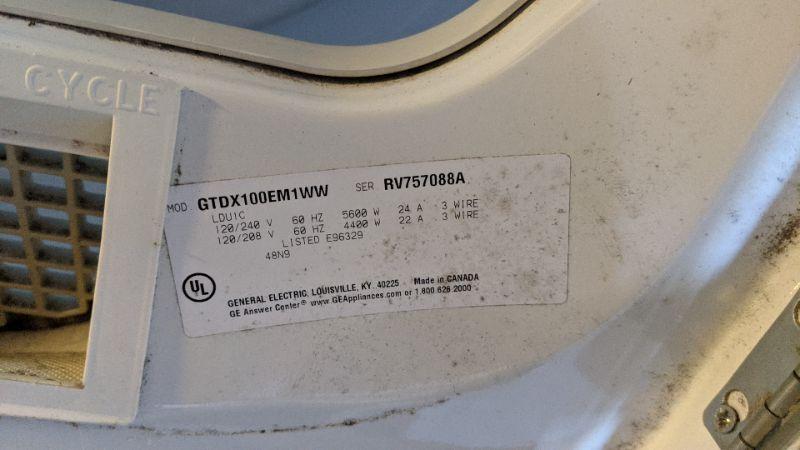 CYCLE
MOD. GTDX100EM1WW SER. RV757088A
LDU1C
120/240 V 60 HZ 5600 W 24 A 3 WIRE
120/208 V 60 HZ 4400 W 22 A 3 WIRE
LISTED E96329
48N9
UL
GENERAL ELECTRIC, LOUISVILLE, KY. 40225 Made in CANADA
GE Answer Center® www.GEAppliances.com or 1.800 626 2000